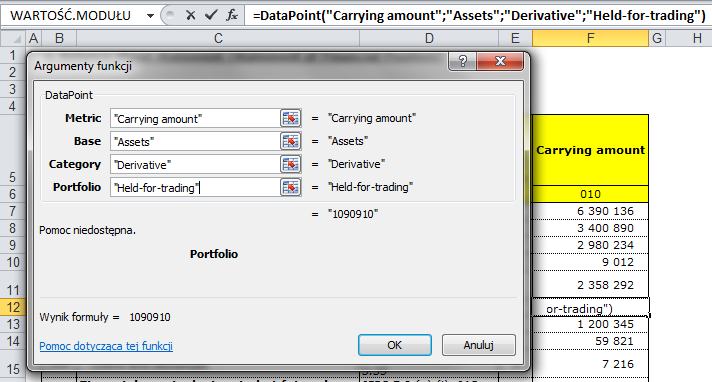 WARTOŚĆ.MODUŁU fx =DataPoint("Carrying amount";"Assets";"Derivative";"Held-for-trading")
A B C D E F G H
1
2
3
4
5
6
7
8
9
10
11
12
13
14
15
Argumenty funkcji
DataPoint
Metric "Carrying amount" = "Carrying amount"
Base "Assets" = "Assets"
Category "Derivative" = "Derivative"
Portfolio "Held-for-trading" = "Held-for-trading"
= "1090910"
Pomoc niedostępna.
Portfolio
Wynik formuły = 1090910
Pomoc dotycząca tej funkcji
OK Anuluj
Carrying amount
010
6 390 136
3 400 890
2 980 234
9 012
2 358 292
or-trading")
1 200 345
59 821
7 216